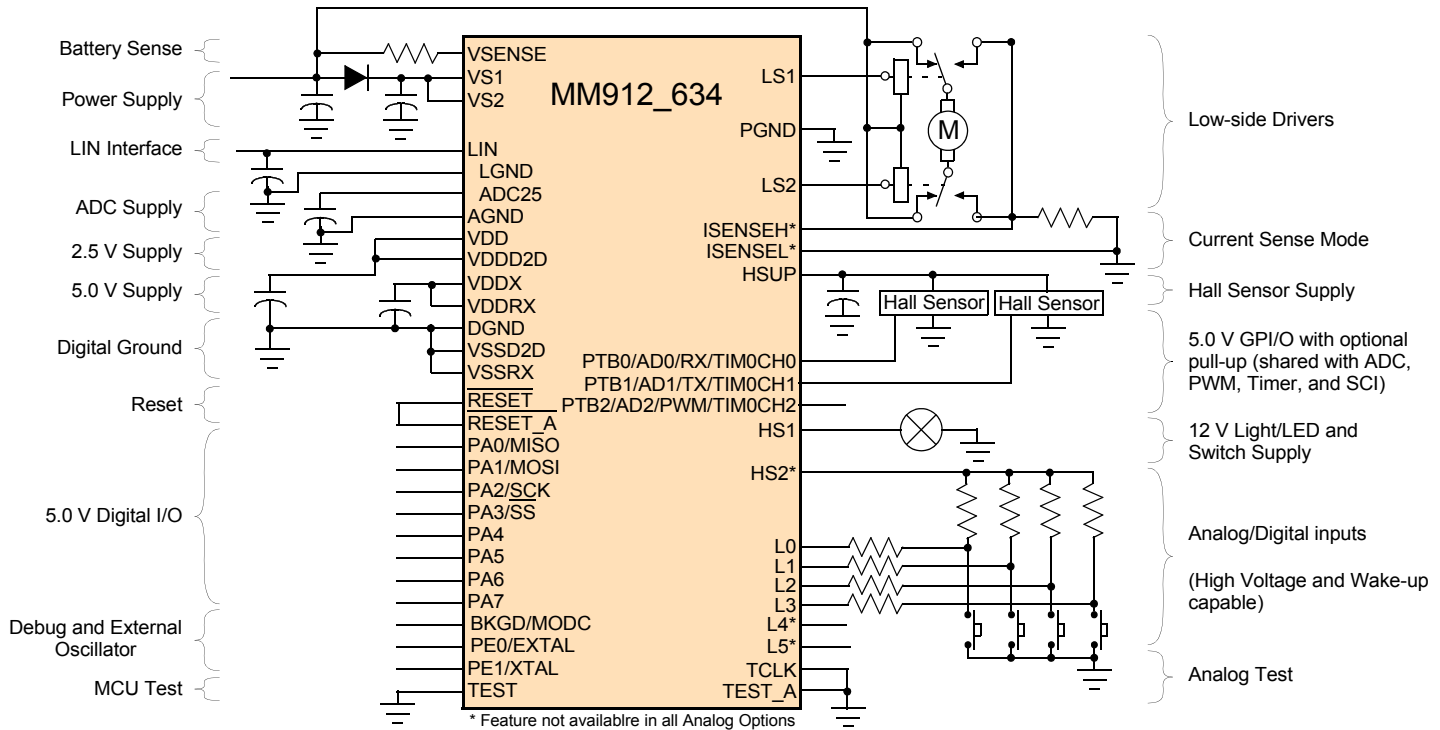 Battery Sense
Power Supply
LIN Interface
ADC Supply
2.5 V Supply
5.0 V Supply
Digital Ground
Reset
5.0 V Digital I/O
Debug and External
Oscillator
MCU Test
MM912_634
VSENSE
VS1
VS2
LIN
LGND
ADC25
AGND
VDD
VDDD2D
VDDX
VDDRX
DGND
VSSD2D
VSSRX
RESET
RESET_A
PA0/MISO
PA1/MOSI
PA2/SCK
PA3/SS
PA4
PA5
PA6
PA7
BKGD/MODC
PE0/EXTAL
PE1/XTAL
TEST
LS1
PGND
LS2
ISENSEH*
ISENSEL*
HSUP
PTB0/AD0/RX/TIM0CH0
PTB1/AD1/TX/TIM0CH1
PTB2/AD2/PWM/TIM0CH2
HS1
HS2*
L0
L1
L2
L3
L4*
L5*
TCLK
TEST_A
* Feature not availablre in all Analog Options
M
Hall Sensor
Hall Sensor
Low-side Drivers
Current Sense Mode
Hall Sensor Supply
5.0 V GPI/O with optional
pull-up (shared with ADC,
PWM, Timer, and SCI)
12 V Light/LED and
Switch Supply
Analog/Digital inputs
(High Voltage and Wake-up
capable)
Analog Test